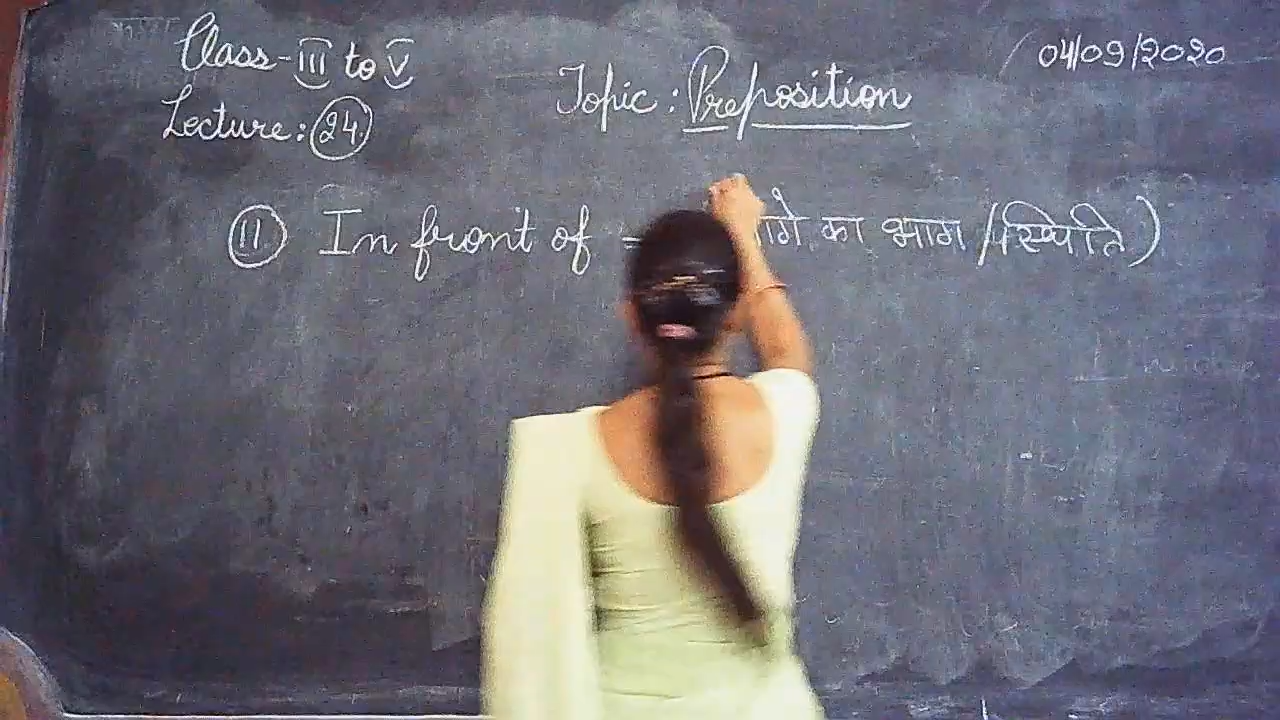 Class-III to V
Lecture: 24
Topic: Preposition
04/09/2020
11 In front of - का भाग / स्थिति)